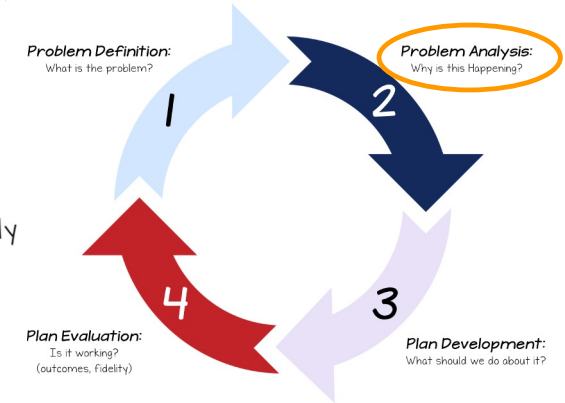 Problem Definition:
What is the problem?
1
Problem Analysis:
Why is this Happening?
2
3
Plan Development:
What should we do about it?
4
Plan Evaluation:
Is it working?
(outcomes, fidelity)